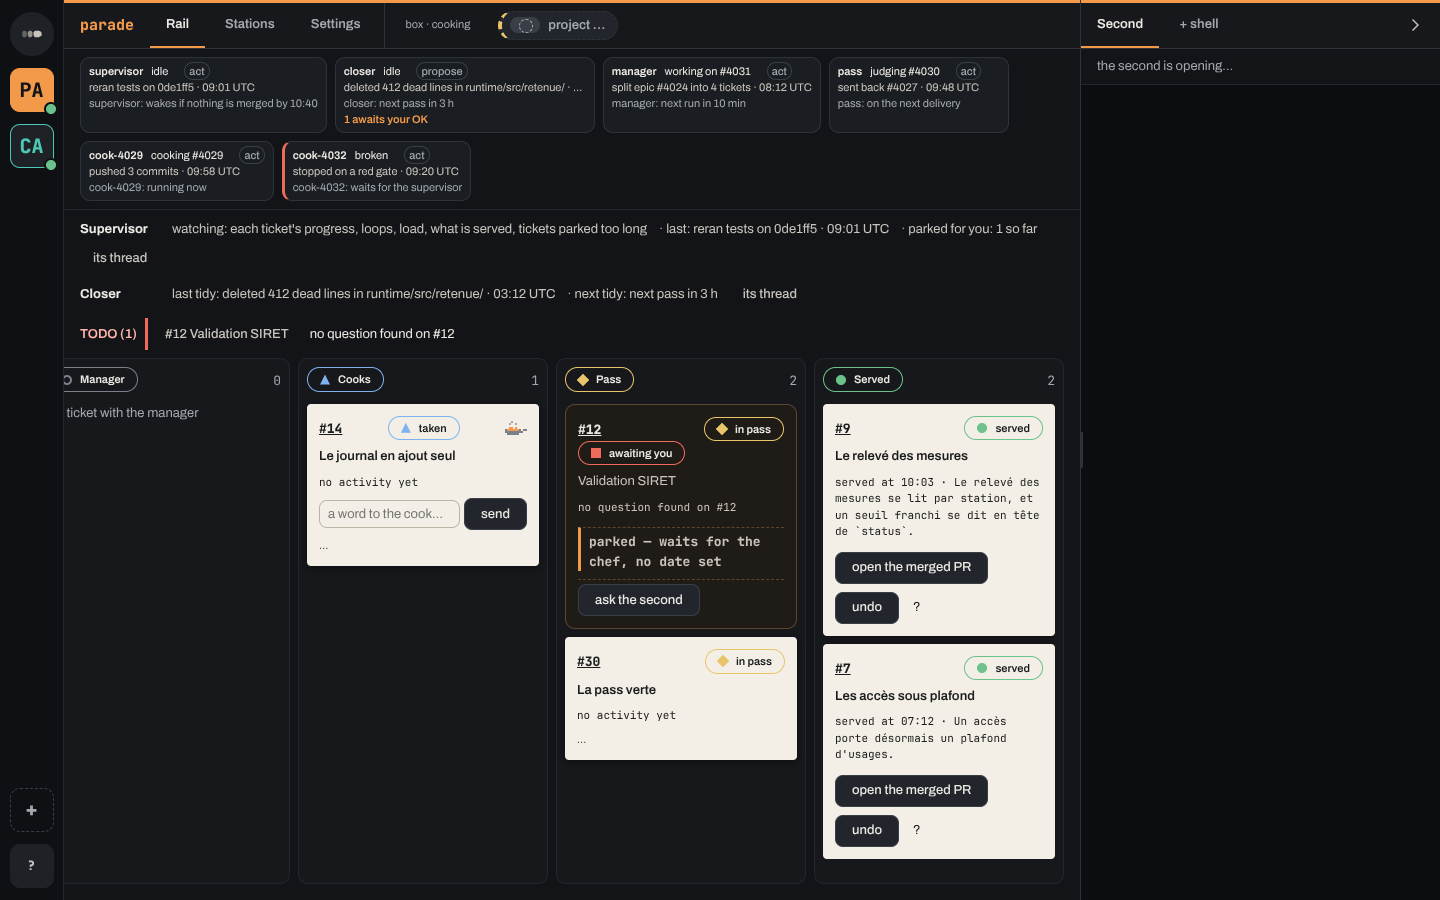 parade
Rail
Stations
Settings
box · cooking
project ...
Second
+ shell
PA
CA
+
?
the second is opening...
supervisor idle act
reran tests on 0de1ff5 · 09:01 UTC
supervisor: wakes if nothing is merged by 10:40
closer idle propose
deleted 412 dead lines in runtime/src/retenue/ · ...
closer: next pass in 3 h
1 awaits your OK
manager working on #4031 act
split epic #4024 into 4 tickets · 08:12 UTC
manager: next run in 10 min
pass judging #4030 act
sent back #4027 · 09:48 UTC
pass: on the next delivery
cook-4029 cooking #4029 act
pushed 3 commits · 09:58 UTC
cook-4029: running now
cook-4032 broken act
stopped on a red gate · 09:20 UTC
cook-4032: waits for the supervisor
Supervisor watching: each ticket's progress, loops, load, what is served, tickets parked too long · last: reran tests on 0de1ff5 · 09:01 UTC · parked for you: 1 so far
its thread
Closer last tidy: deleted 412 dead lines in runtime/src/retenue/ · 03:12 UTC · next tidy: next pass in 3 h its thread
TODO (1) #12 Validation SIRET no question found on #12
Manager 0
ticket with the manager
Cooks 1
#14 taken
Le journal en ajout seul
no activity yet
a word to the cook... send
...
Pass 2
#12 in pass
awaiting you
Validation SIRET
no question found on #12
parked — waits for the
chef, no date set
ask the second
#30 in pass
La pass verte
no activity yet
...
Served 2
#9 served
Le relevé des mesures
served at 10:03 · Le relevé des
mesures se lit par station, et
un seuil franchi se dit en tête
de `status`.
open the merged PR
undo ?
#7 served
Les accès sous plafond
served at 07:12 · Un accès
porte désormais un plafond
d'usages.
open the merged PR
undo ?